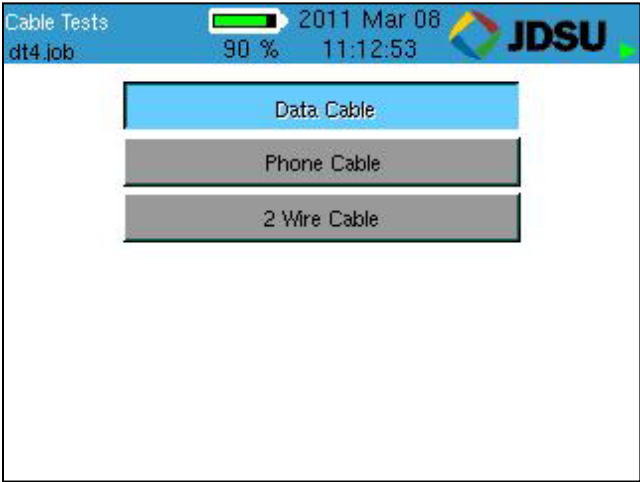 Cable Tests
2011 Mar 08
JDSU
dt4.job
90 %
11:12:53
Data Cable
Phone Cable
2 Wire Cable